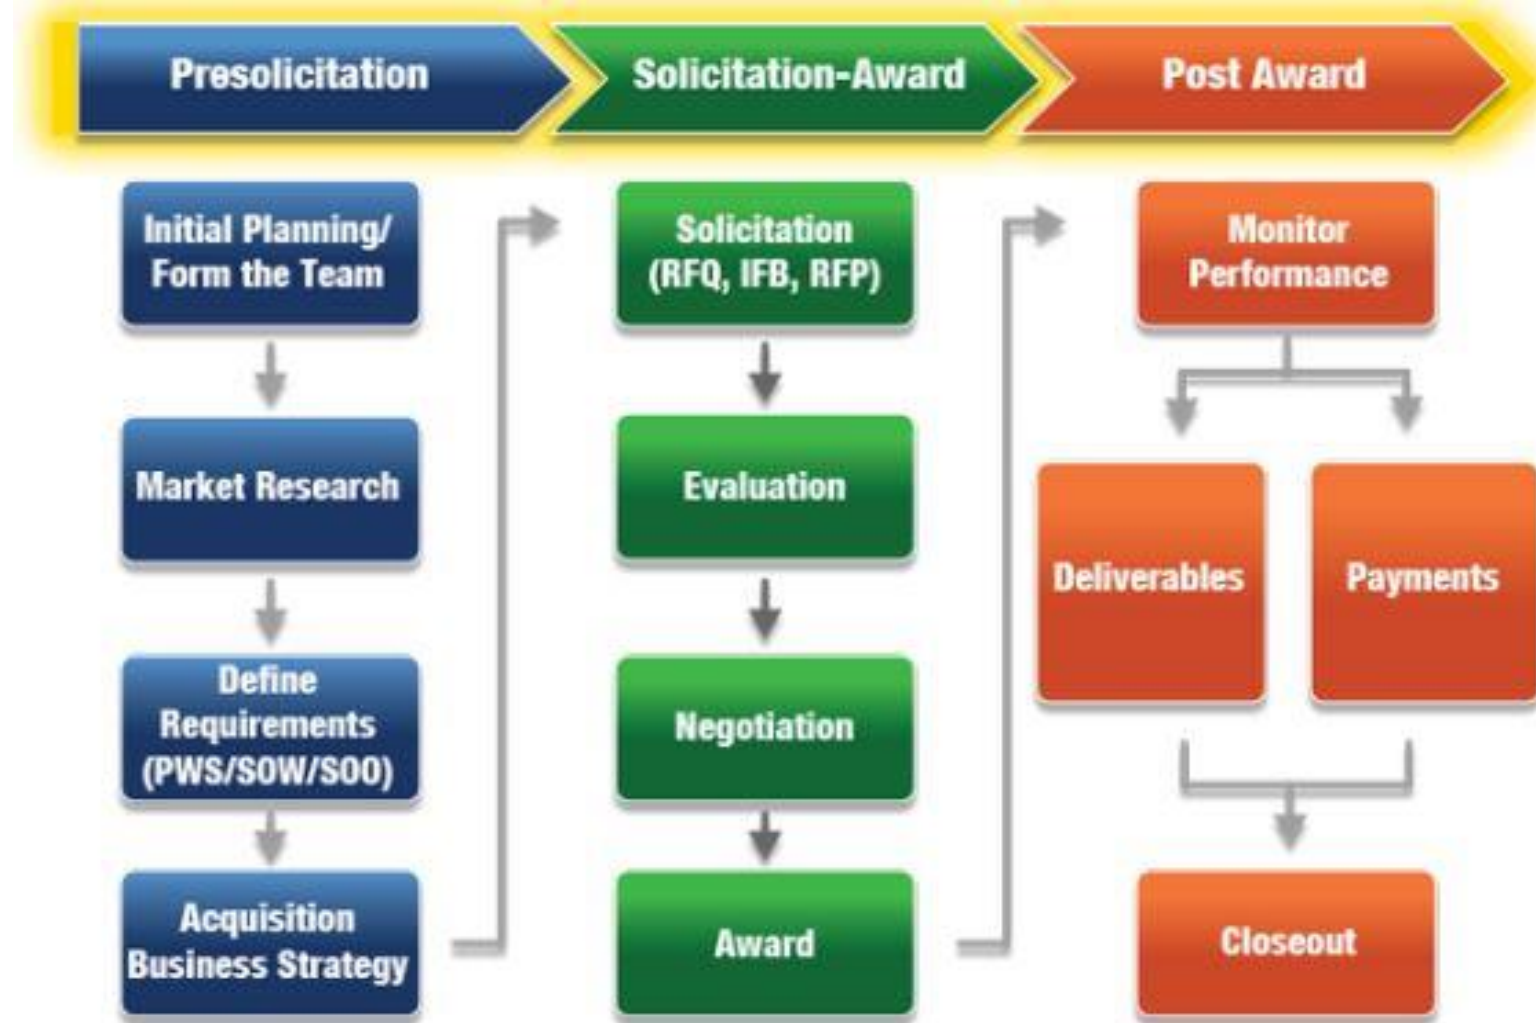 Presolicitation
Solicitation-Award
Post Award
Initial Planning/
Form the Team
Market Research
Define
Requirements
(PWS/SOW/SOO)
Acquisition
Business Strategy
Solicitation
(RFQ, IFB, RFP)
Evaluation
Negotiation
Award
Monitor
Performance
Deliverables
Payments
Closeout